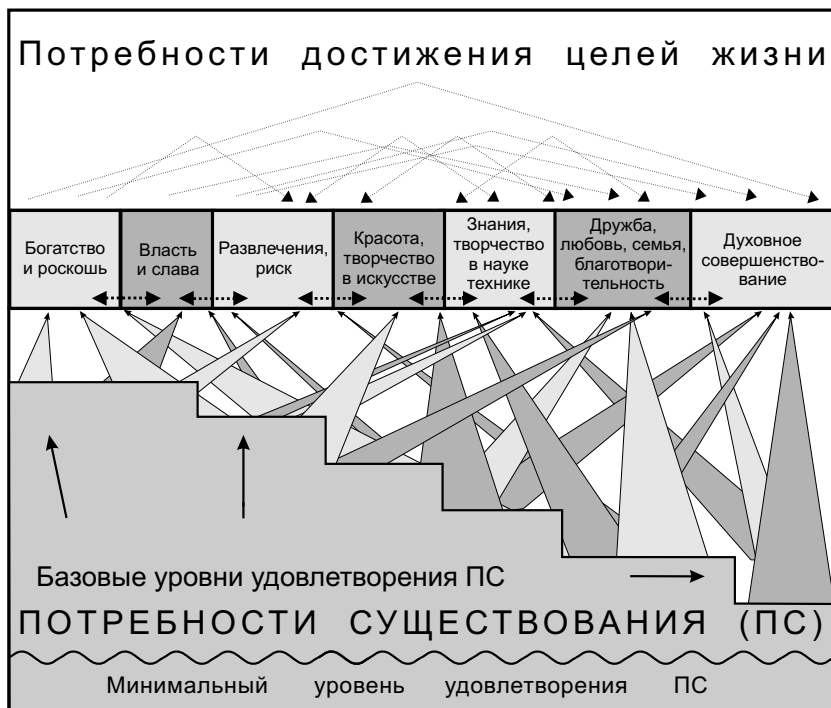 Потребности достижения целей жизни
Богатство
и роскошь
Власть
и слава
Развлечения,
риск
Красота,
творчество
в искусстве
Знания,
творчество
в науке
технике
Дружба,
любовь, семья,
благотвори-
тельность
Духовное
совершенство-
вание
Базовые уровни удовлетворения ПС
ПОТРЕБНОСТИ СУЩЕСТВОВАНИЯ (ПС)
Минимальный уровень удовлетворения ПС